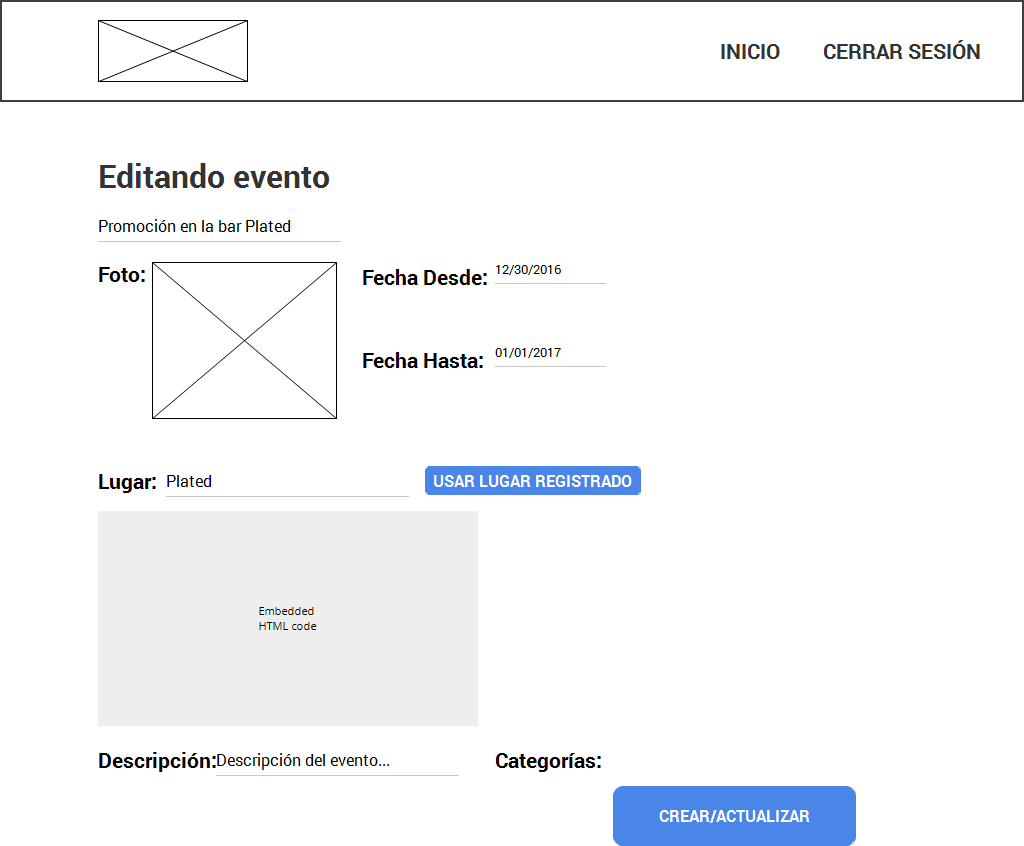 INICIO
CERRAR SESIÓN
Editando evento
Promoción en la bar Plated
Foto:
Fecha Desde:
12/30/2016
Fecha Hasta:
01/01/2017
Lugar:
Plated
USAR LUGAR REGISTRADO
Embedded
HTML code
Descripción:
Descripción del evento...
Categorías:
CREAR/ACTUALIZAR